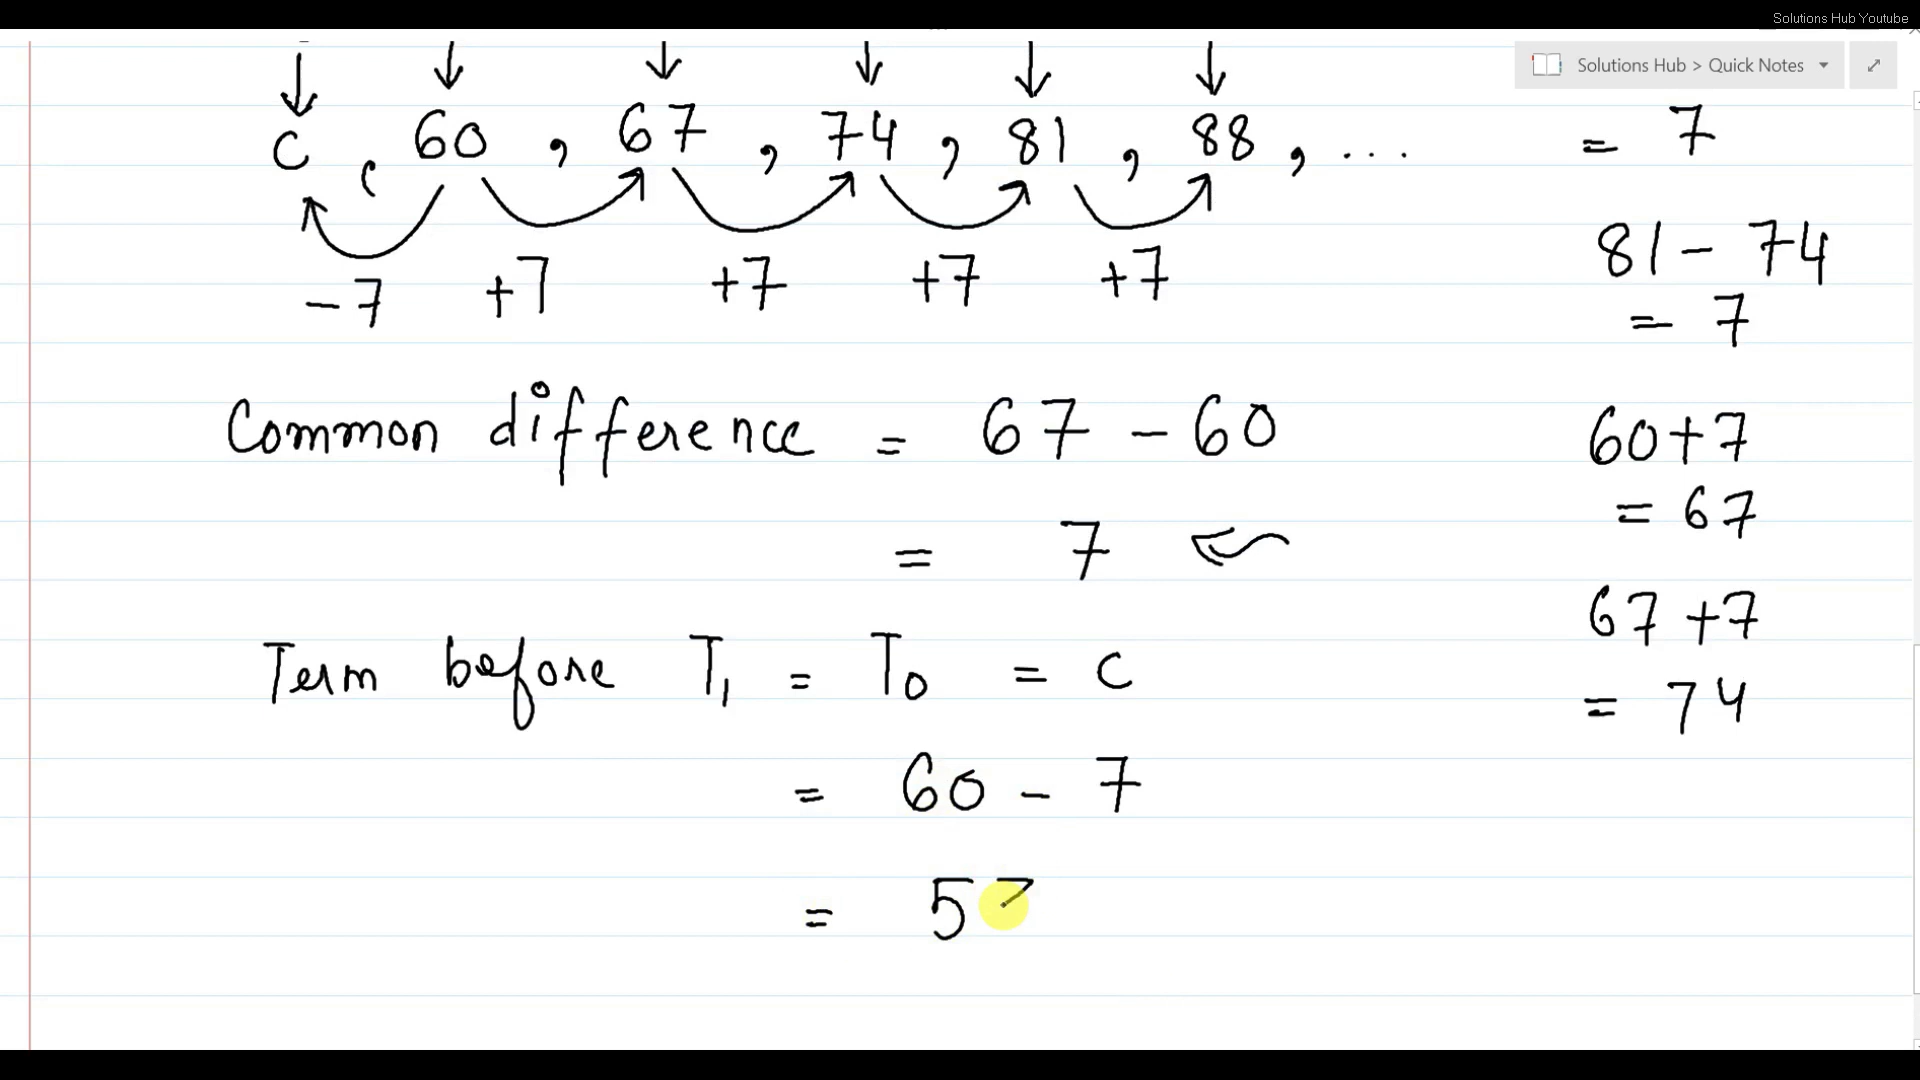 Solutions Hub Youtube
Solutions Hub > Quick Notes
c, 60, 67, 74, 81, 88, ...
-7 +7 +7 +7 +7
Common difference = 67 - 60
= 7
Term before T₁ = T₀ = c
= 60 - 7
= 5
= 7
81 - 74
= 7
60+7
= 67
67+7
= 74